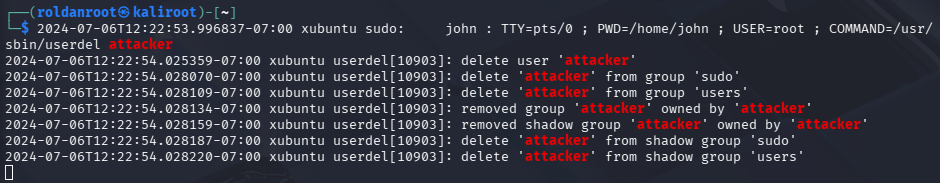 ┌──(roldanroot㉿kaliroot)-[~]
└─$ 2024-07-06T12:22:53.996837-07:00 xubuntu sudo:     john : TTY=pts/0 ; PWD=/home/john ; USER=root ; COMMAND=/usr/
sbin/userdel attacker
2024-07-06T12:22:54.025359-07:00 xubuntu userdel[10903]: delete user 'attacker'
2024-07-06T12:22:54.028070-07:00 xubuntu userdel[10903]: delete 'attacker' from group 'sudo'
2024-07-06T12:22:54.028109-07:00 xubuntu userdel[10903]: delete 'attacker' from group 'users'
2024-07-06T12:22:54.028134-07:00 xubuntu userdel[10903]: removed group 'attacker' owned by 'attacker'
2024-07-06T12:22:54.028159-07:00 xubuntu userdel[10903]: removed shadow group 'attacker' owned by 'attacker'
2024-07-06T12:22:54.028187-07:00 xubuntu userdel[10903]: delete 'attacker' from shadow group 'sudo'
2024-07-06T12:22:54.028220-07:00 xubuntu userdel[10903]: delete 'attacker' from shadow group 'users'